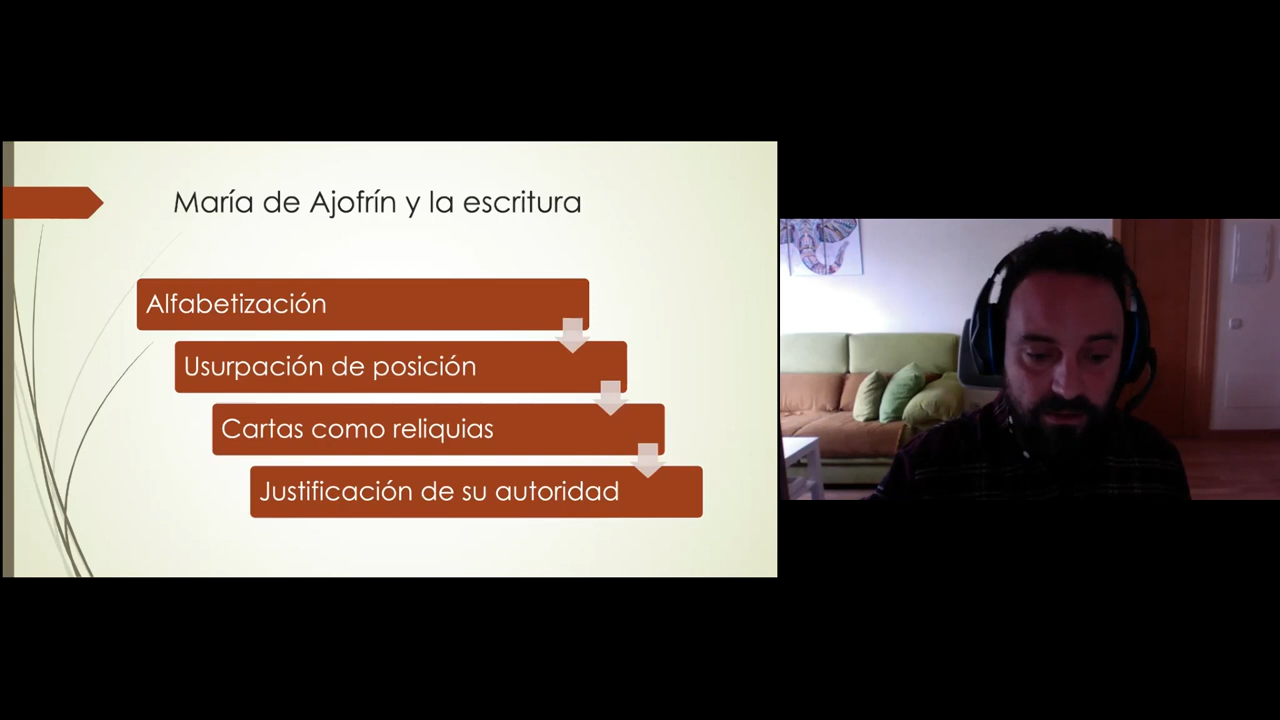 María de Ajofrín y la escritura
Alfabetización
Usurpación de posición
Cartas como reliquias
Justificación de su autoridad